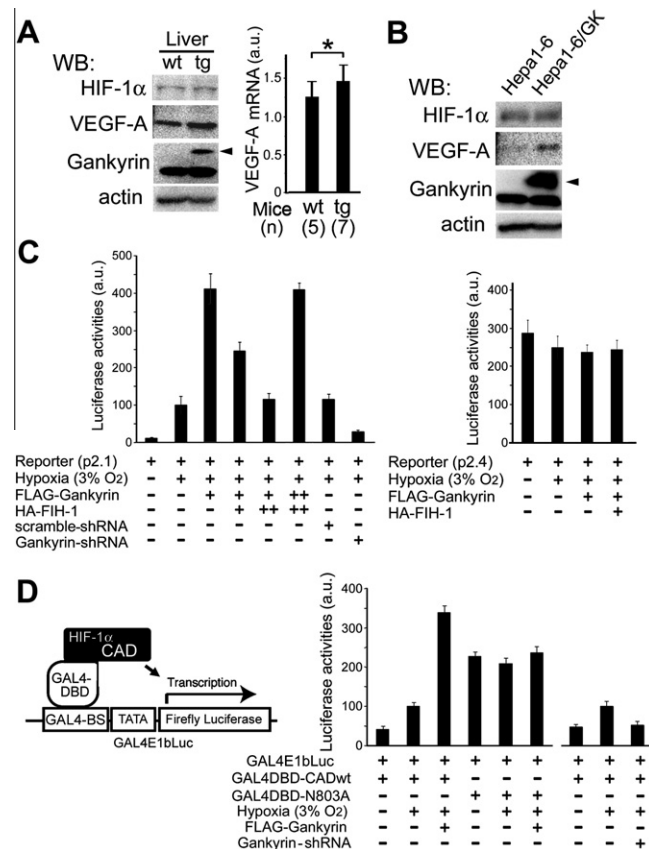 A
Liver
WB: wt tg
HIF-1α
VEGF-A
Gankyrin
actin
VEGF-A mRNA (a.u.)
1.5
1.0
0.5
0
*
Mice wt tg
(n) (5) (7)
B
Hepa1-6
Hepa1-6/GK
WB:
HIF-1α
VEGF-A
Gankyrin
actin
C
Luciferase activities (a.u.)
400
300
200
100
0
Reporter (p2.1) + + + + + + + +
Hypoxia (3% O2) - + + + + + + +
FLAG-Gankyrin - - + + + ++ - -
HA-FIH-1 - - - + ++ ++ - -
scramble-shRNA - - - - - - + -
Gankyrin-shRNA - - - - - - - +
Luciferase activities (a.u.)
400
300
200
100
0
Reporter (p2.4) + + + +
Hypoxia (3% O2) - + + +
FLAG-Gankyrin - - + +
HA-FIH-1 - - - +
D
HIF-1α
CAD
GAL4-
DBD
Transcription
GAL4-BS TATA Firefly Luciferase
GAL4E1bLuc
Luciferase activities (a.u.)
400
300
200
100
0
GAL4E1bLuc + + + + + + + + +
GAL4DBD-CADwt + + + - - - + + +
GAL4DBD-N803A - - - + + + - - -
Hypoxia (3% O2) - + + - + + - + +
FLAG-Gankyrin - - + - - + - - -
Gankyrin-shRNA - - - - - - - - +